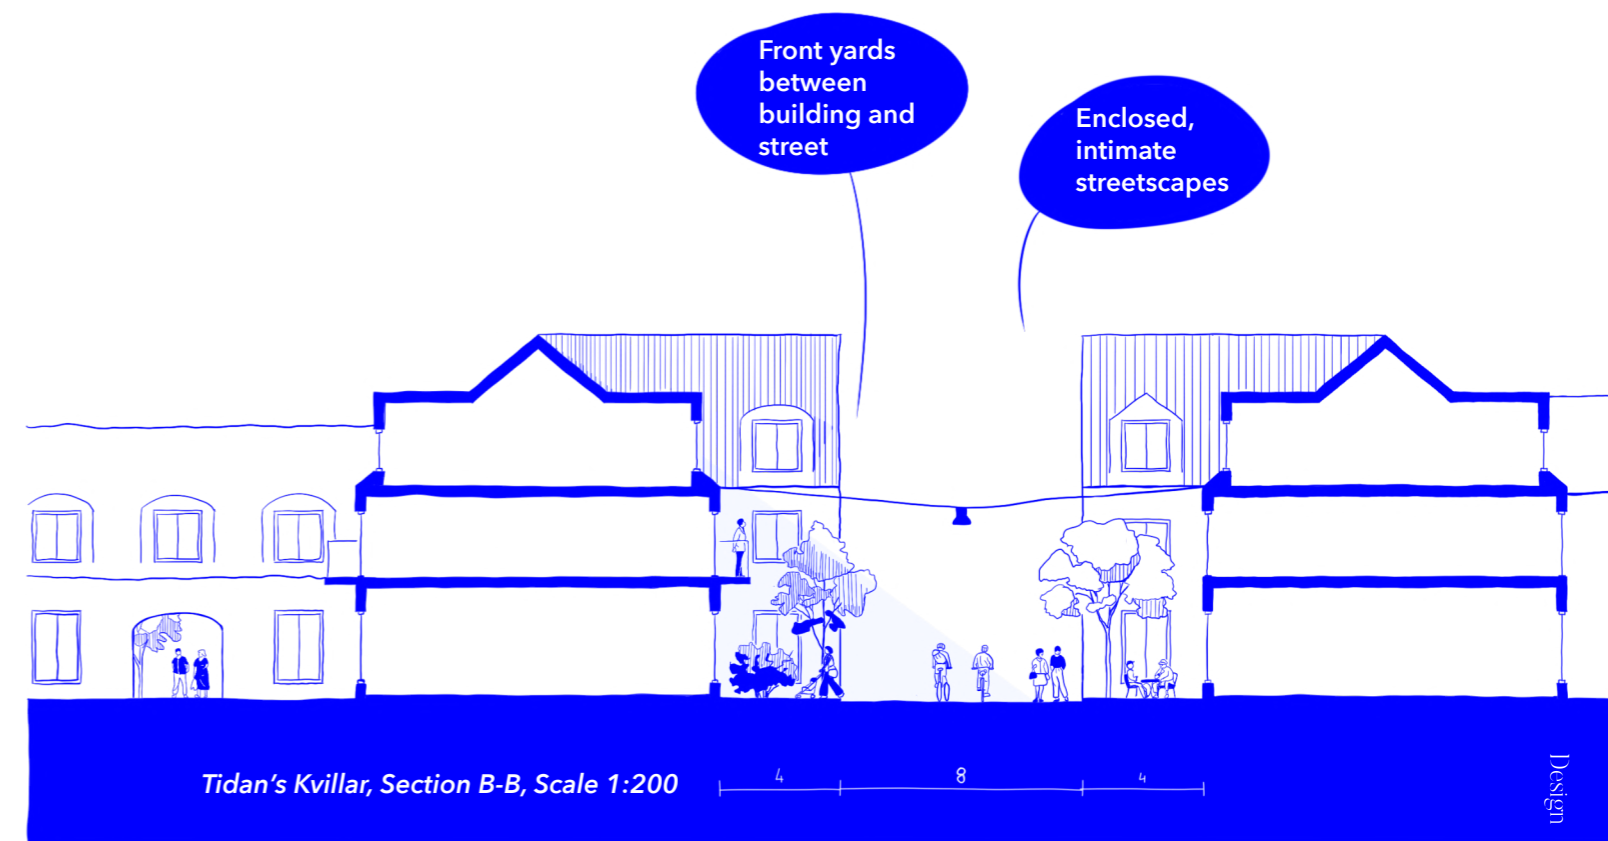 Front yards
between
building and
street
Enclosed,
intimate
streetscapes
Tidan’s Kvillar, Section B-B, Scale 1:200
4
8
4
Design